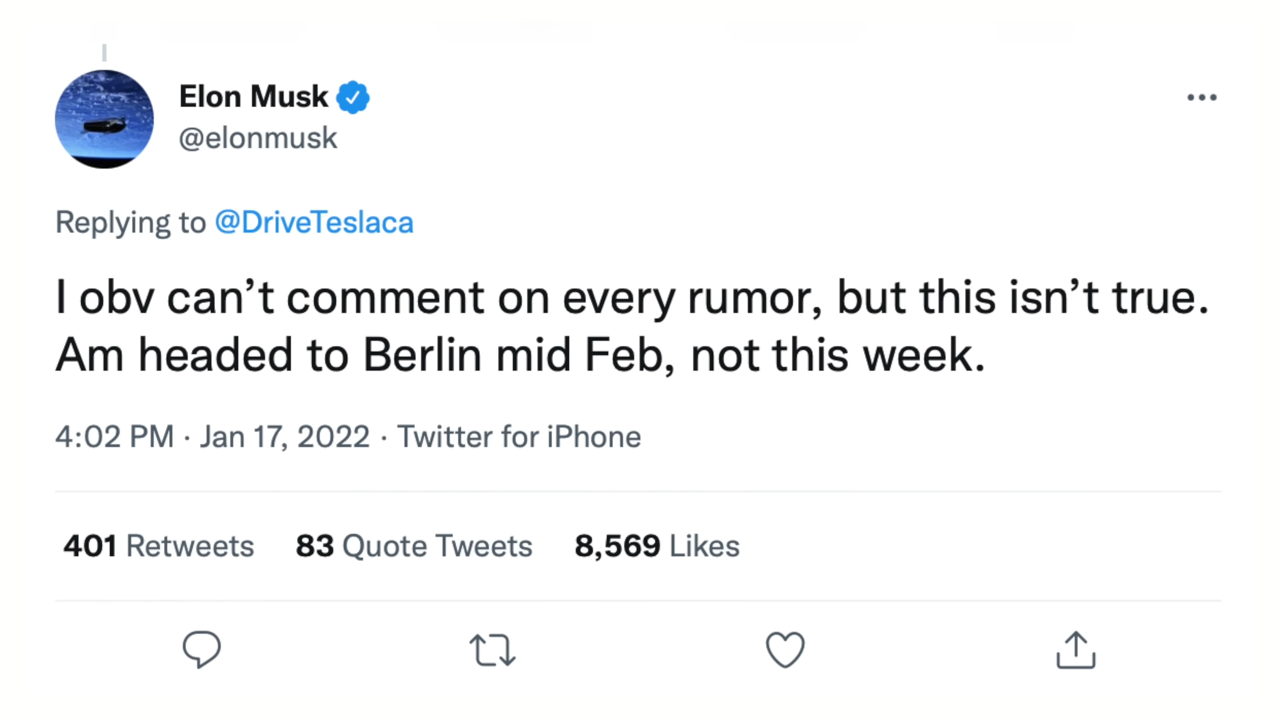 Elon Musk
@elonmusk
Replying to @DriveTeslaca
I obv can’t comment on every rumor, but this isn’t true.
Am headed to Berlin mid Feb, not this week.
4:02 PM · Jan 17, 2022 · Twitter for iPhone
401 Retweets 83 Quote Tweets 8,569 Likes